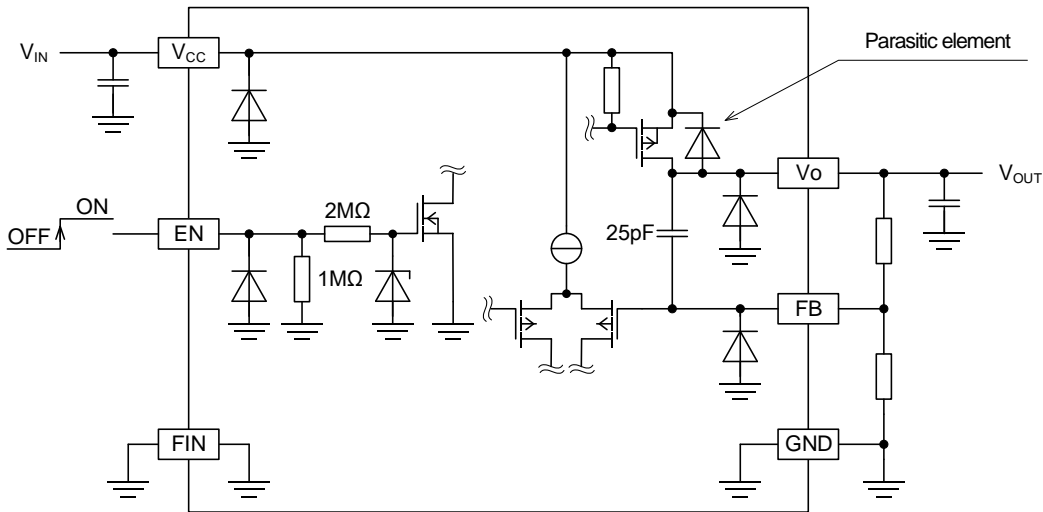 Parasitic element
VIN
VCC
Vo
VOUT
ON
OFF
EN
2MΩ
1MΩ
25pF
FB
FIN
GND